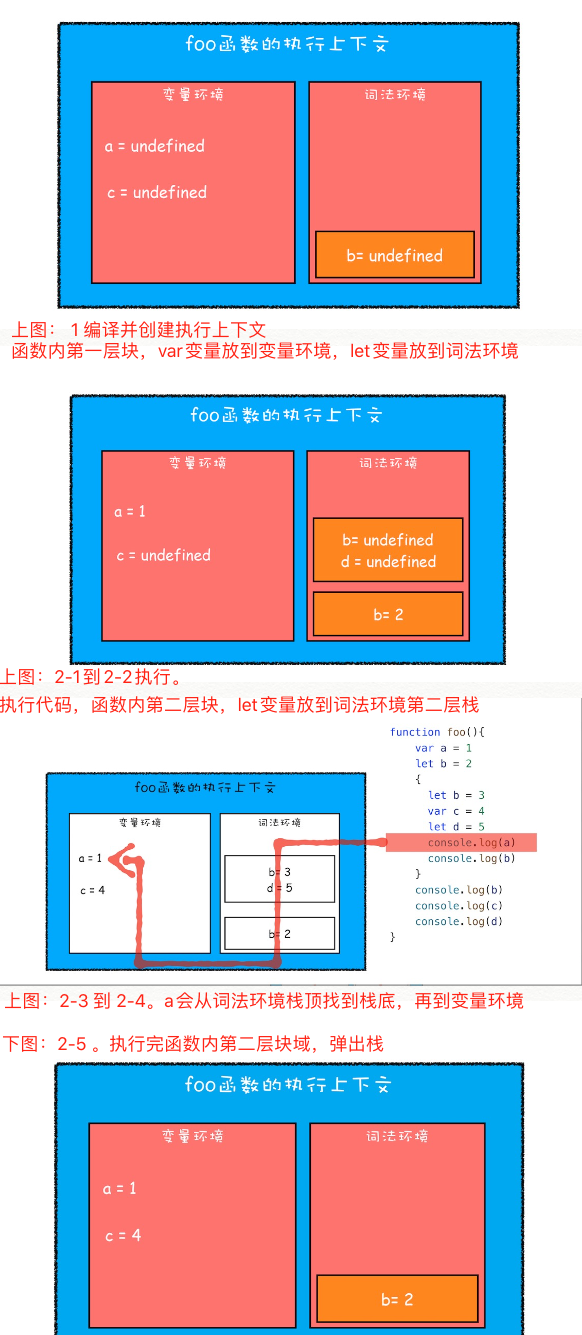 foo函数的执行上下文
变量环境
词法环境
a = undefined
c = undefined
b= undefined
上图： 1 编译并创建执行上下文
函数内第一层块，var变量放到变量环境，let变量放到词法环境
foo函数的执行上下文
变量环境
词法环境
a = 1
c = undefined
b= undefined
d = undefined
b= 2
上图：2-1到2-2执行。
执行代码，函数内第二层块，let变量放到词法环境第二层栈
foo函数的执行上下文
变量环境
词法环境
a = 1
c = 4
b= 3
d = 5
b= 2
function foo(){
var a = 1
let b = 2
{
let b = 3
var c = 4
let d = 5
console.log(a)
console.log(b)
}
console.log(b)
console.log(c)
console.log(d)
}
上图：2-3 到 2-4。a会从词法环境栈顶找到栈底，再到变量环境
下图：2-5 。执行完函数内第二层块域，弹出栈
foo函数的执行上下文
变量环境
词法环境
a = 1
c = 4
b= 2